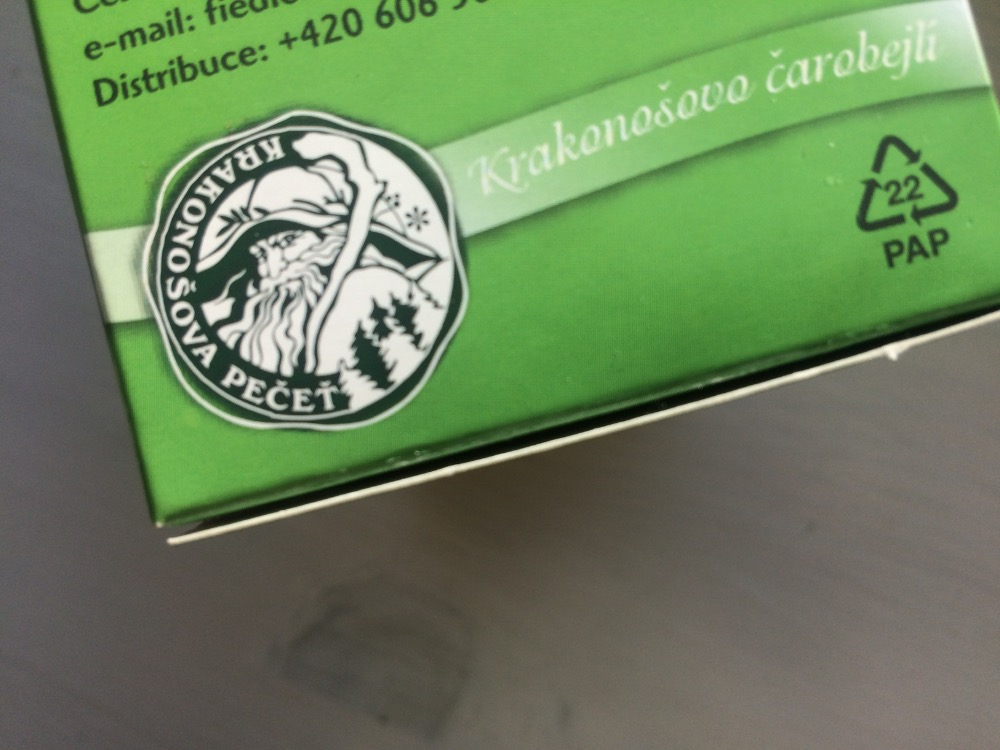 e-mail:
Distribuce: +420 606
Krakonošovo čarobejlí
KRAKONOŠOVA PEČEŤ
22
PAP